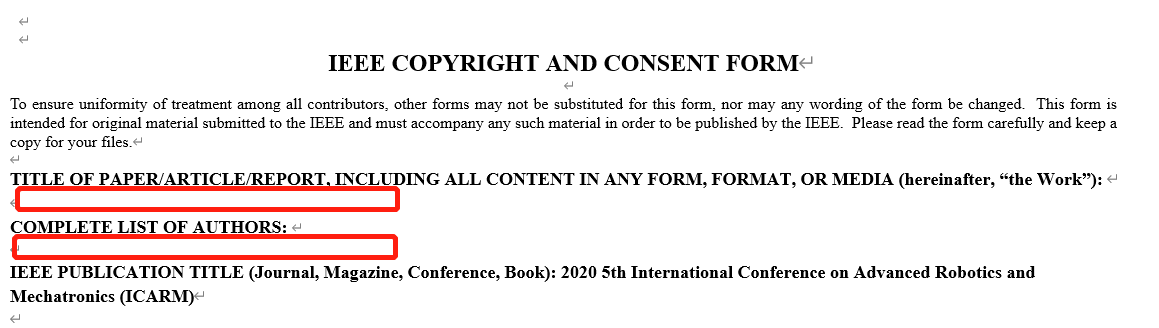 IEEE COPYRIGHT AND CONSENT FORM
To ensure uniformity of treatment among all contributors, other forms may not be substituted for this form, nor may any wording of the form be changed.  This form is
intended for original material submitted to the IEEE and must accompany any such material in order to be published by the IEEE.  Please read the form carefully and keep a
copy for your files.
TITLE OF PAPER/ARTICLE/REPORT, INCLUDING ALL CONTENT IN ANY FORM, FORMAT, OR MEDIA (hereinafter, “the Work”):
COMPLETE LIST OF AUTHORS:
IEEE PUBLICATION TITLE (Journal, Magazine, Conference, Book): 2020 5th International Conference on Advanced Robotics and
Mechatronics (ICARM)